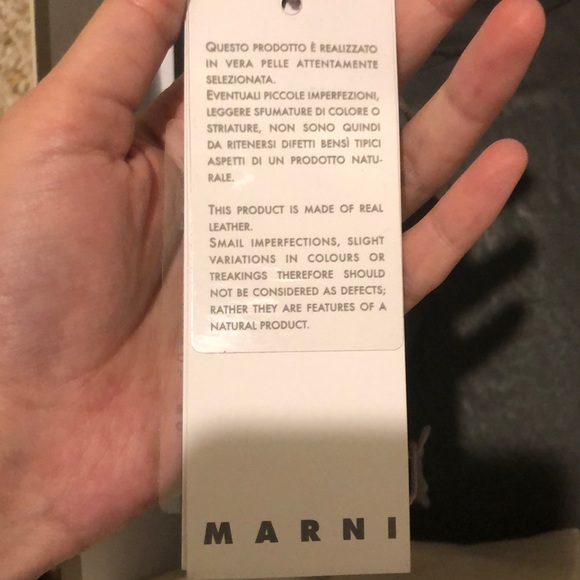 QUESTO PRODOTTO È REALIZZATO
IN VERA PELLE ATTENTAMENTE
SELEZIONATA.
EVENTUALI PICCOLE IMPERFEZIONI,
LEGGERE SFUMATURE DI COLORE O
STRIATURE, NON SONO QUINDI
DA RITENERSI DIFETTI BENSÌ TIPICI
ASPETTI DI UN PRODOTTO NATU-
RALE.
THIS PRODUCT IS MADE OF REAL
LEATHER.
SMAIL IMPERFECTIONS, SLIGHT
VARIATIONS IN COLOURS OR
TREAKINGS THEREFORE SHOULD
NOT BE CONSIDERED AS DEFECTS;
RATHER THEY ARE FEATURES OF A
NATURAL PRODUCT.
MARNI